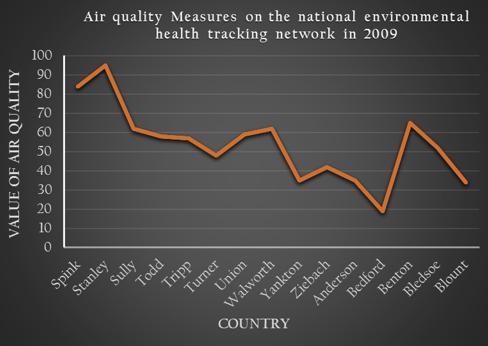 Air quality Measures on the national environmental
health tracking network in 2009
VALUE OF AIR QUALITY
100
90
80
70
60
50
40
30
20
10
0
Spink
Stanley
Sully
Todd
Tripp
Turner
Union
Walworth
Yankton
Ziebach
Anderson
Bedford
Benton
Bledsoe
Blount
COUNTRY